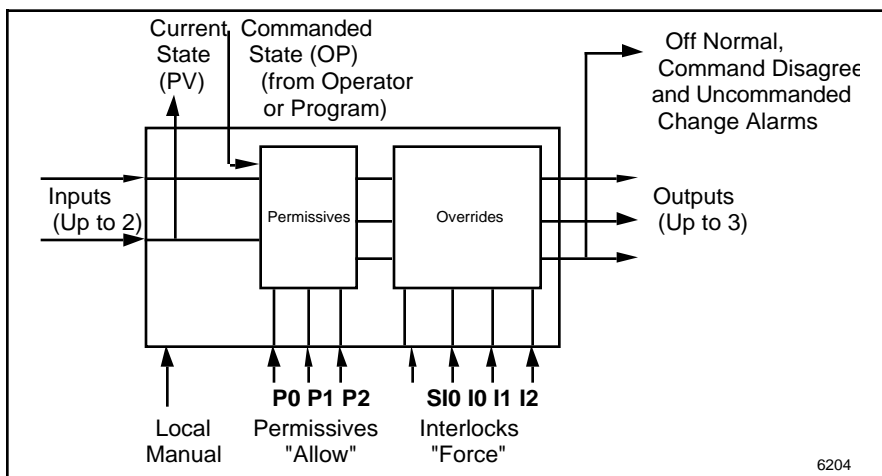 Current
State
(PV)
Commanded
State (OP)
(from Operator
or Program)
Off Normal,
Command Disagree
and Uncommanded
Change Alarms
Inputs
(Up to 2)
Permissives
Overrides
Outputs
(Up to 3)
P0 P1 P2
SI0 I0 I1 I2
Local
Manual
Permissives
"Allow"
Interlocks
"Force"
6204